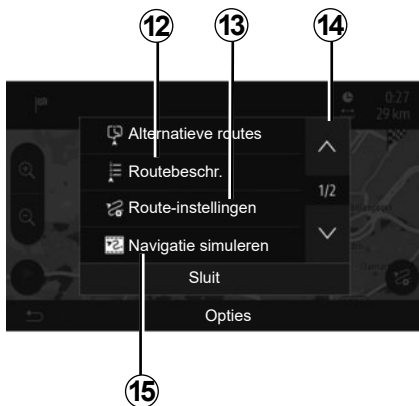 12 13 14
0:27
29 km
Alternatieve routes
Routebeschr.
1/2
Route-instellingen
Navigatie simuleren
Sluit
Opties
15